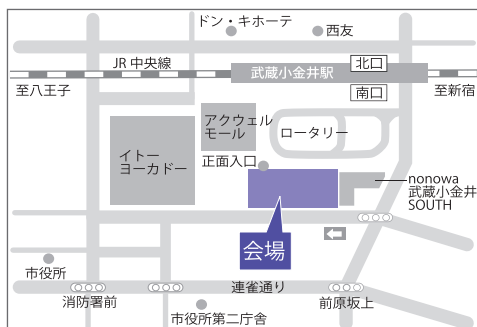 ドン・キホーテ
西友
JR 中央線
武蔵小金井駅
北口
南口
至八王子
至新宿
アクウェル
モール
ロータリー
イトー
ヨーカドー
正面入口
nonowa
武蔵小金井
SOUTH
会場
市役所
消防署前
連雀通り
前原坂上
市役所第二庁舎